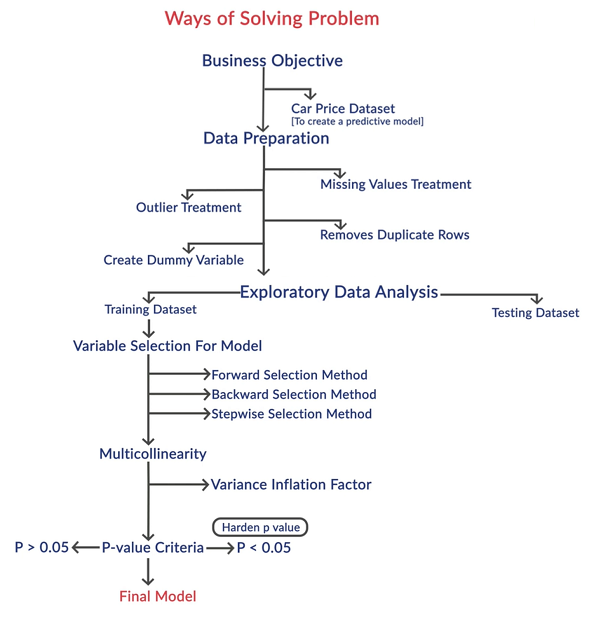 Ways of Solving Problem
Business Objective
Car Price Dataset
[To create a predictive model]
Data Preparation
Missing Values Treatment
Outlier Treatment
Removes Duplicate Rows
Create Dummy Variable
Exploratory Data Analysis
Training Dataset
Testing Dataset
Variable Selection For Model
Forward Selection Method
Backward Selection Method
Stepwise Selection Method
Multicollinearity
Variance Inflation Factor
Harden p value
P > 0.05
P-value Criteria
P < 0.05
Final Model